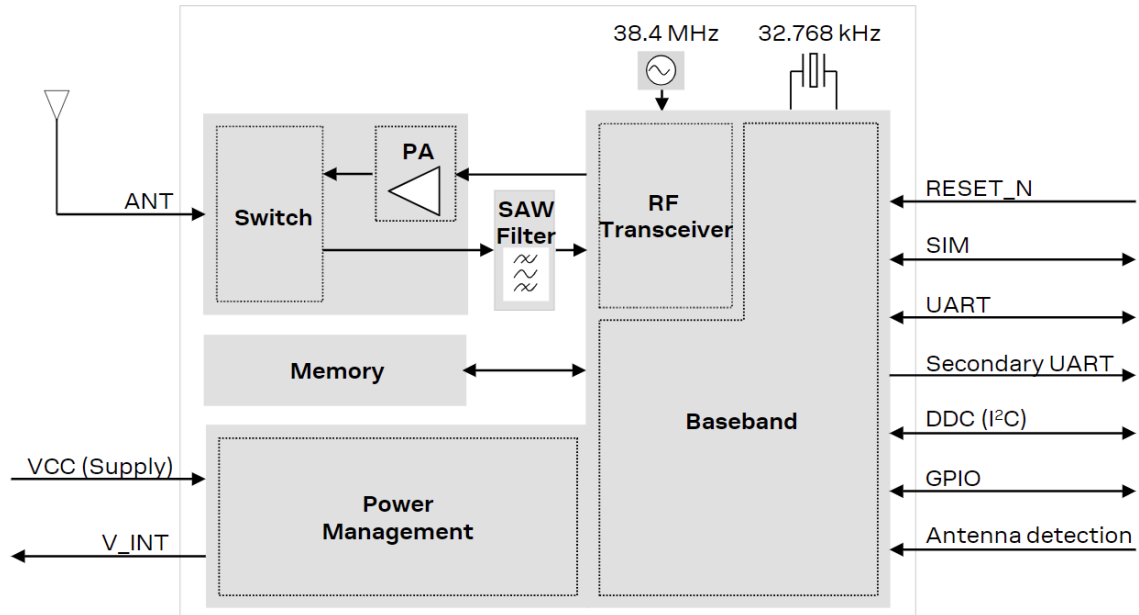 38.4 MHz
32.768 kHz
PA
ANT
Switch
SAW
Filter
RF
Transceiver
RESET_N
SIM
UART
Memory
Secondary UART
Baseband
DDC (I²C)
VCC (Supply)
GPIO
Power
Management
V_INT
Antenna detection